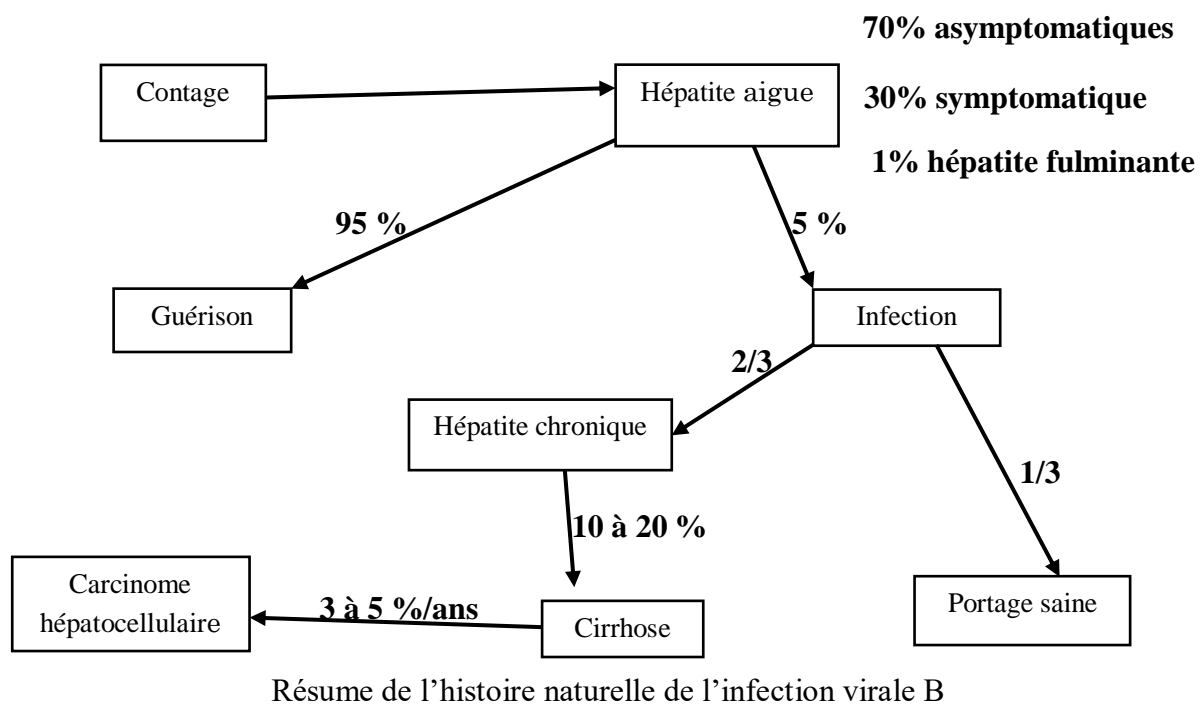 70% asymptomatiques
Contage
Hépatite aigue
30% symptomatique
1% hépatite fulminante
95 %
5 %
Guérison
Infection
2/3
Hépatite chronique
1/3
10 à 20 %
Carcinome
hépatocellulaire
3 à 5 %/ans
Cirrhose
Portage saine
Résume de l’histoire naturelle de l’infection virale B